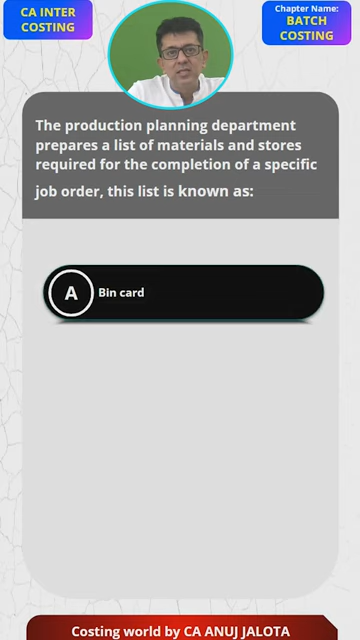 CA INTER
COSTING
Chapter Name:
BATCH
COSTING
The production planning department
prepares a list of materials and stores
required for the completion of a specific
job order, this list is known as:
A
Bin card
Costing world by CA ANUJ JALOTA